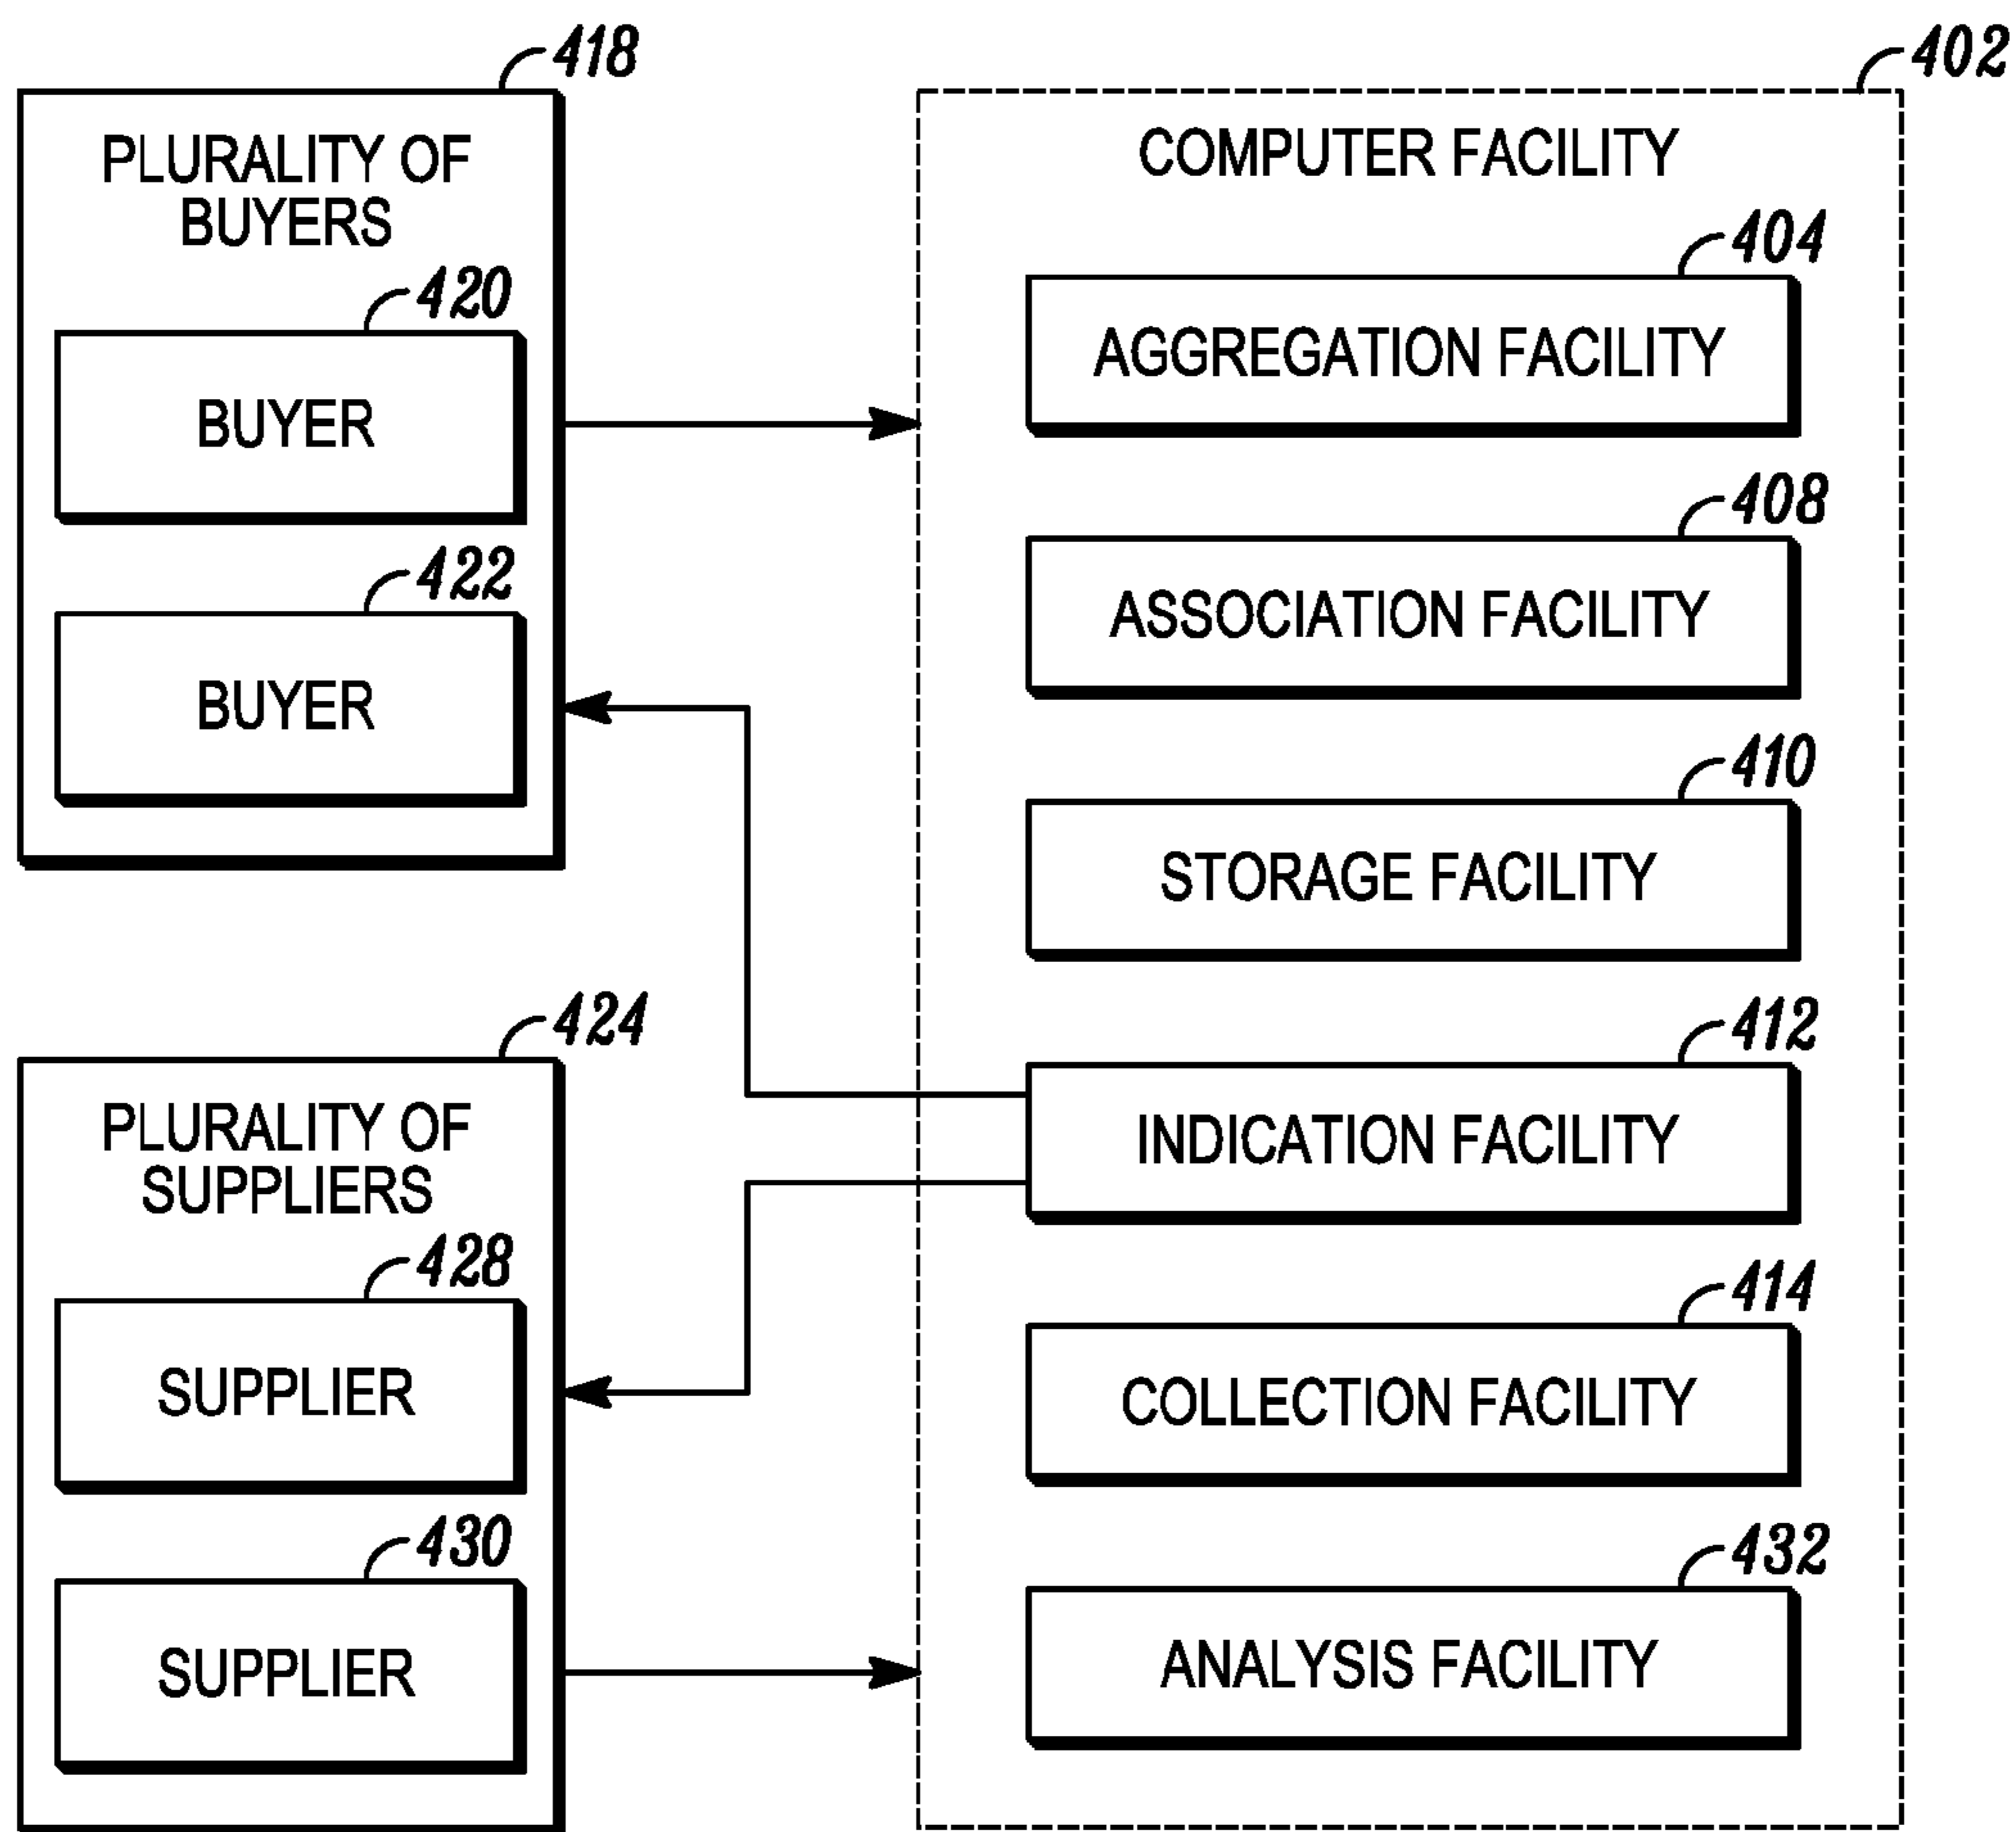 418
PLURALITY OF
BUYERS
420
BUYER
422
BUYER
424
PLURALITY OF
SUPPLIERS
428
SUPPLIER
430
SUPPLIER
402
COMPUTER FACILITY
404
AGGREGATION FACILITY
408
ASSOCIATION FACILITY
410
STORAGE FACILITY
412
INDICATION FACILITY
414
COLLECTION FACILITY
432
ANALYSIS FACILITY